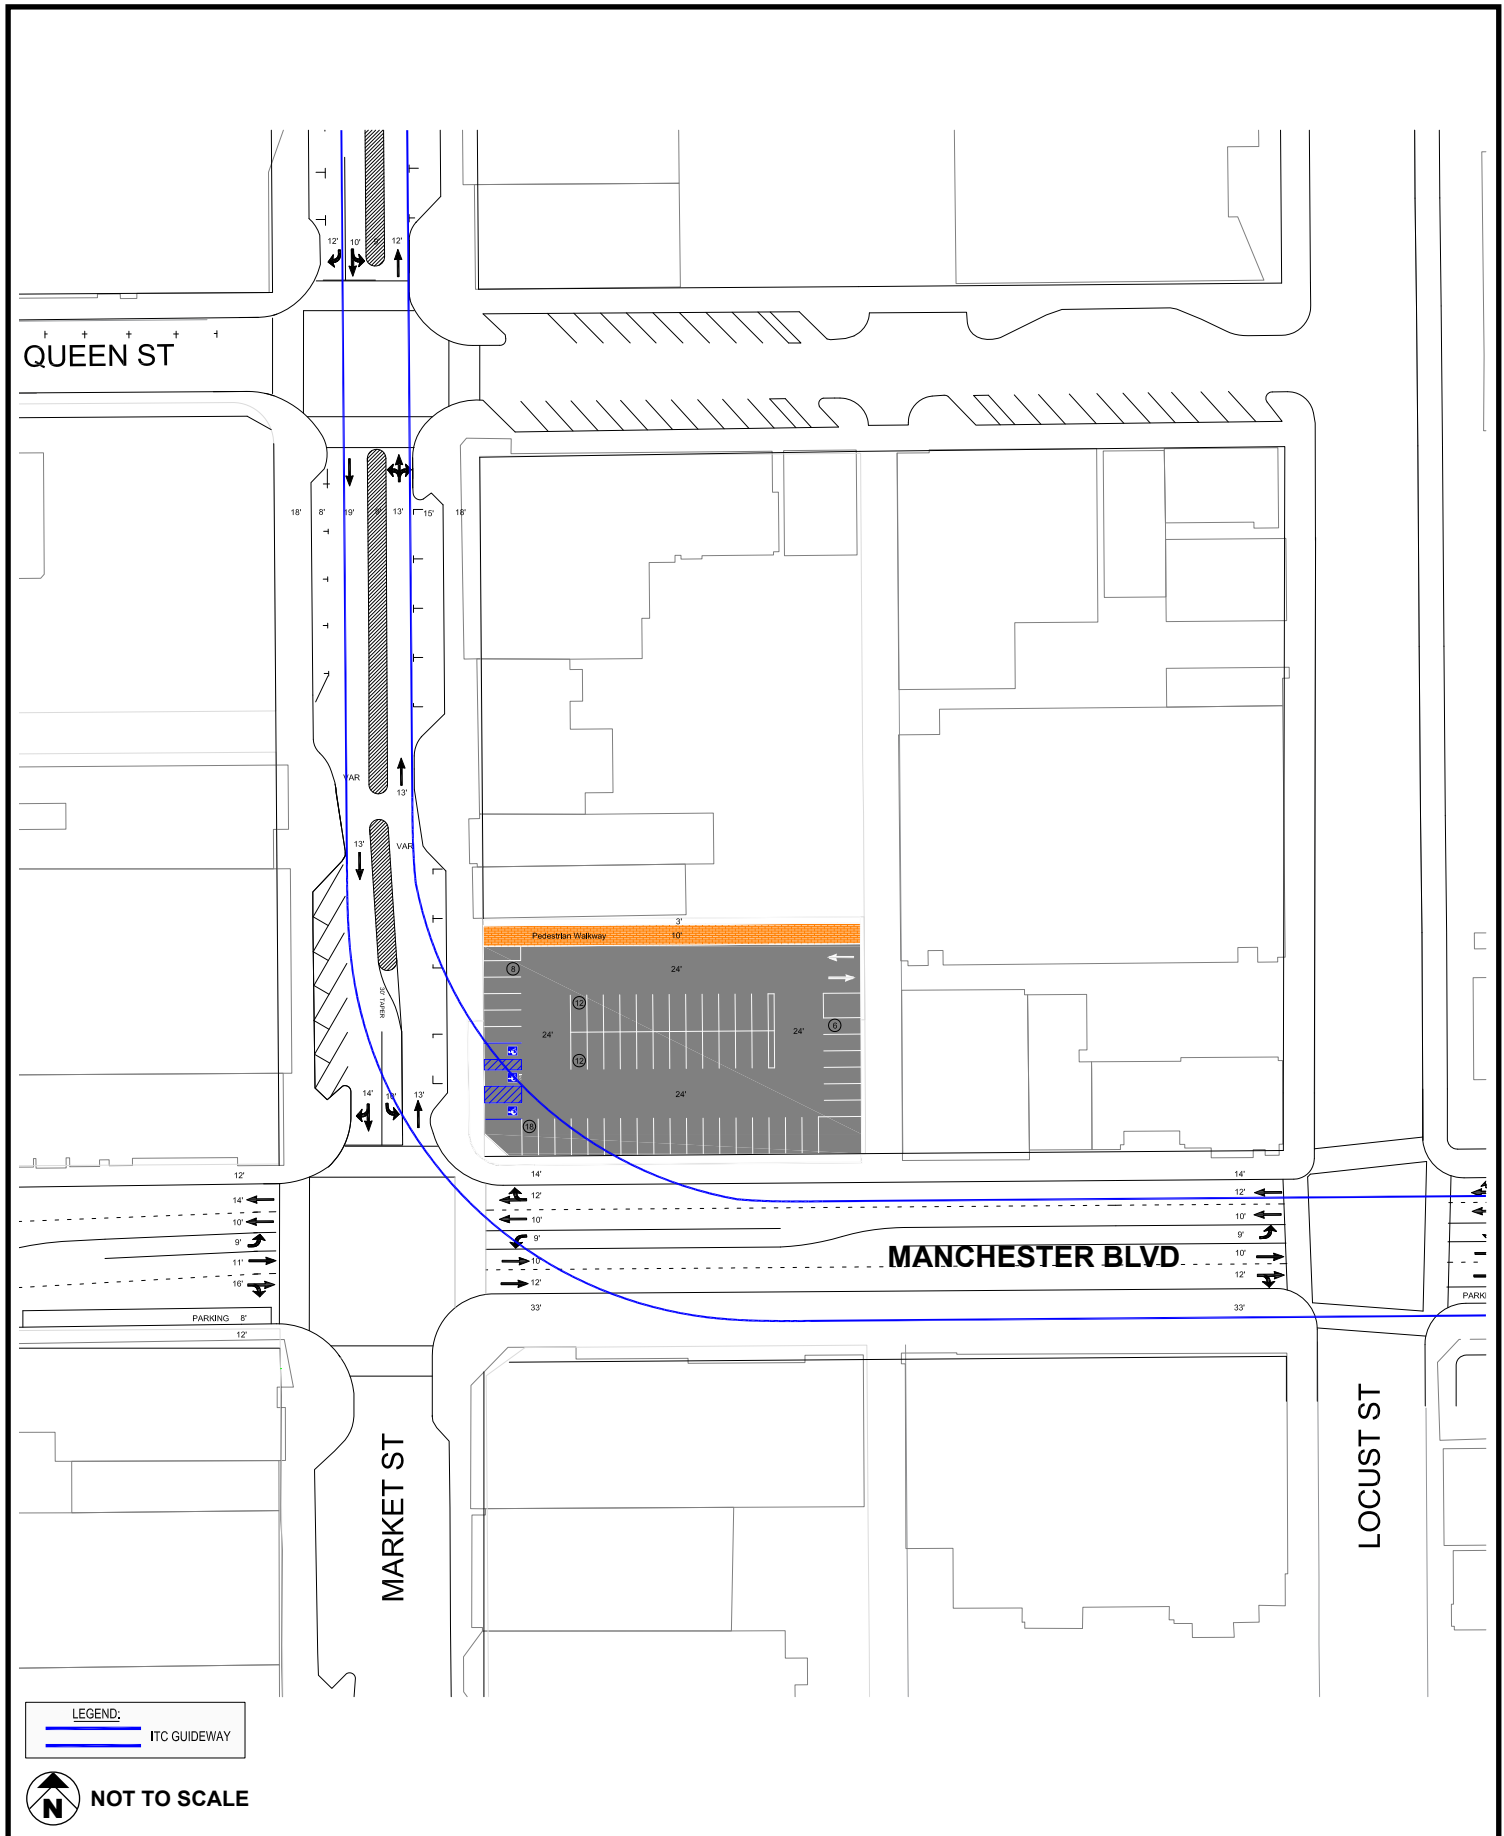 12' 10' 9' 12'
QUEEN ST
18' 8' 19' 9' 13' 15' 18'
VAR
13'
13' VAR
3'
Pedestrian Walkway 10'
8 24'
30' TAPER
12
24' 24' 6
12
14' 10' 13' 24'
18
12' 14' 14'
14' 12' 12'
10' 10' 10'
9' 9' 9'
11' 10' MANCHESTER BLVD 10'
16' 12' 12'
PARKING 8' 33' 33'
12'
MARKET ST
LOCUST ST
LEGEND:
ITC GUIDEWAY
N NOT TO SCALE